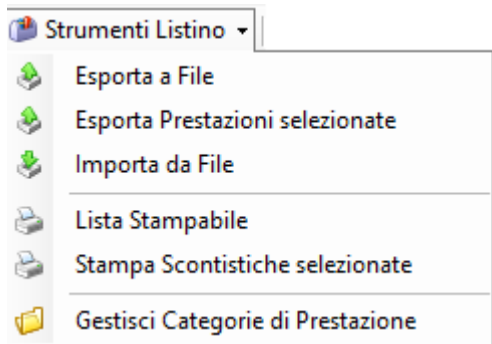 Strumenti Listino
Esporta a File
Esporta Prestazioni selezionate
Importa da File
Lista Stampabile
Stampa Scontistiche selezionate
Gestisci Categorie di Prestazione